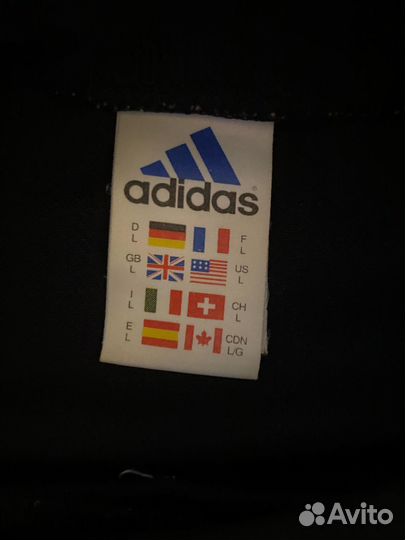 adidas®
D L F L
GB L US L
I L CH L
E L CDN L/G
Avito